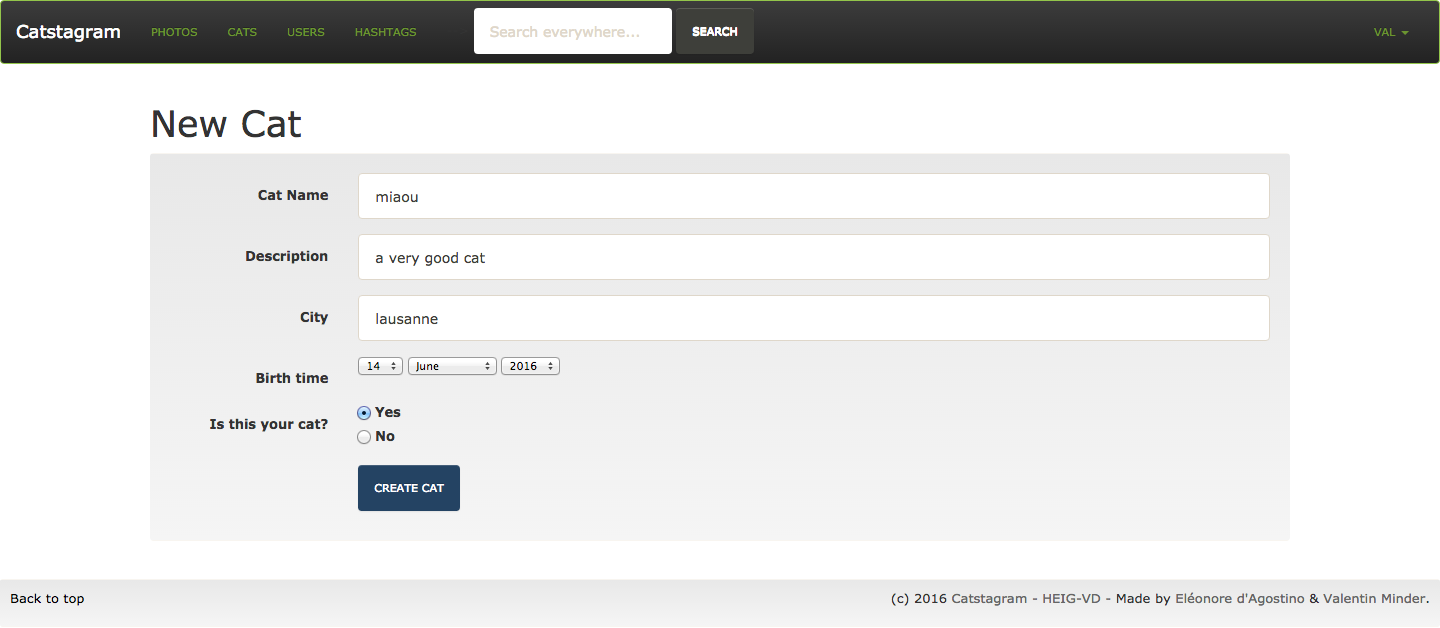 Catstagram PHOTOS CATS USERS HASHTAGS Search everywhere... SEARCH VAL
New Cat
Cat Name miaou
Description a very good cat
City lausanne
Birth time 14 June 2016
Is this your cat? Yes
No
CREATE CAT
Back to top (c) 2016 Catstagram - HEIG-VD - Made by Eléonore d'Agostino & Valentin Minder.